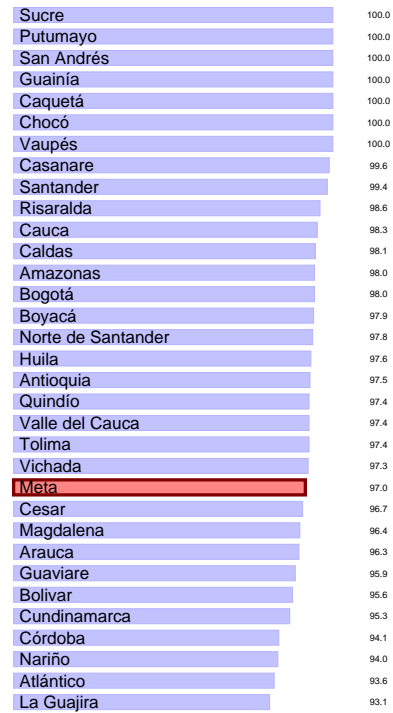 Sucre 100.0
Putumayo 100.0
San Andrés 100.0
Guainía 100.0
Caquetá 100.0
Chocó 100.0
Vaupés 100.0
Casanare 99.6
Santander 99.4
Risaralda 98.6
Cauca 98.3
Caldas 98.1
Amazonas 98.0
Bogotá 98.0
Boyacá 97.9
Norte de Santander 97.8
Huila 97.6
Antioquia 97.5
Quindío 97.4
Valle del Cauca 97.4
Tolima 97.4
Vichada 97.3
Meta 97.0
Cesar 96.7
Magdalena 96.4
Arauca 96.3
Guaviare 95.9
Bolivar 95.6
Cundinamarca 95.3
Córdoba 94.1
Nariño 94.0
Atlántico 93.6
La Guajira 93.1